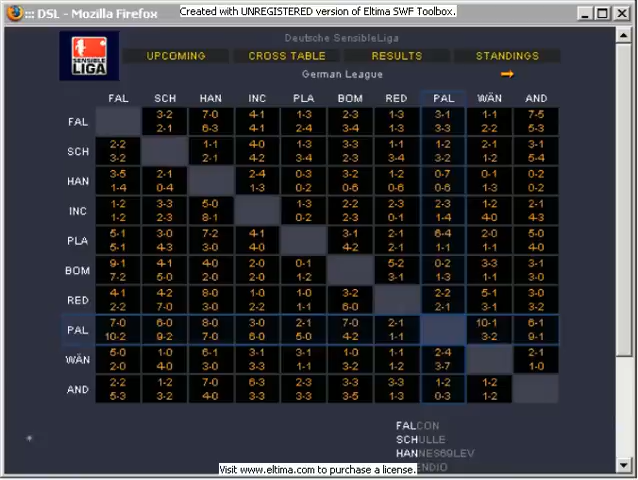 ::: DSL - Mozilla Firefox
Created with UNREGISTERED version of Eltima SWF Toolbox.
Deutsche SensibleLiga
SENSIBLE LIGA
UPCOMING CROSS TABLE RESULTS STANDINGS
German League
FAL SCH HAN INC PLA BOM RED PAL WÄN AND
3-2 7-0 4-1 1-3 2-3 1-3 3-1 1-1 7-5
FAL
2-1 6-3 4-1 2-4 3-4 3-3 3-3 2-2 5-3
2-2 1-1 4-0 1-3 3-3 1-1 1-2 2-1 3-1
SCH
3-2 2-1 4-2 3-4 2-3 3-4 3-2 1-2 5-4
3-5 2-1 2-4 0-3 3-2 1-2 0-7 0-1 0-2
HAN
1-4 0-4 1-3 0-2 0-6 0-6 0-6 1-3 0-2
1-2 3-3 5-0 1-3 2-2 2-3 3-3 1-2 2-1
INC
1-2 2-3 8-1 0-2 2-3 0-1 1-4 4-0 4-3
5-1 3-0 7-2 4-1 3-1 2-1 6-4 2-0 5-0
PLA
5-1 4-3 3-0 4-0 4-2 2-1 1-1 1-1 4-0
9-1 4-1 4-0 2-0 0-1 5-2 0-2 3-3 3-1
BOM
7-2 5-0 2-0 2-0 1-2 3-1 1-3 1-1 3-0
4-1 4-2 8-0 1-0 1-0 3-2 2-2 5-1 3-0
RED
2-2 7-0 3-0 2-2 1-1 6-0 2-1 3-1 3-2
7-0 6-0 8-0 3-0 2-1 7-0 2-1 10-1 6-1
PAL
10-2 9-2 7-0 6-0 5-0 4-2 1-1 3-2 9-1
5-0 1-0 6-1 3-1 3-1 1-0 1-1 2-4 2-1
WÄN
2-0 4-0 3-0 3-3 1-1 3-2 1-2 3-7 1-0
2-2 1-2 7-0 6-3 2-3 3-3 3-3 1-2 1-2
AND
5-3 3-2 4-0 3-3 3-3 3-5 1-3 0-3 1-2
FALCON
SCHULLE
HANNES69LEV
ENDIO
Visit www.eltima.com to purchase a license.